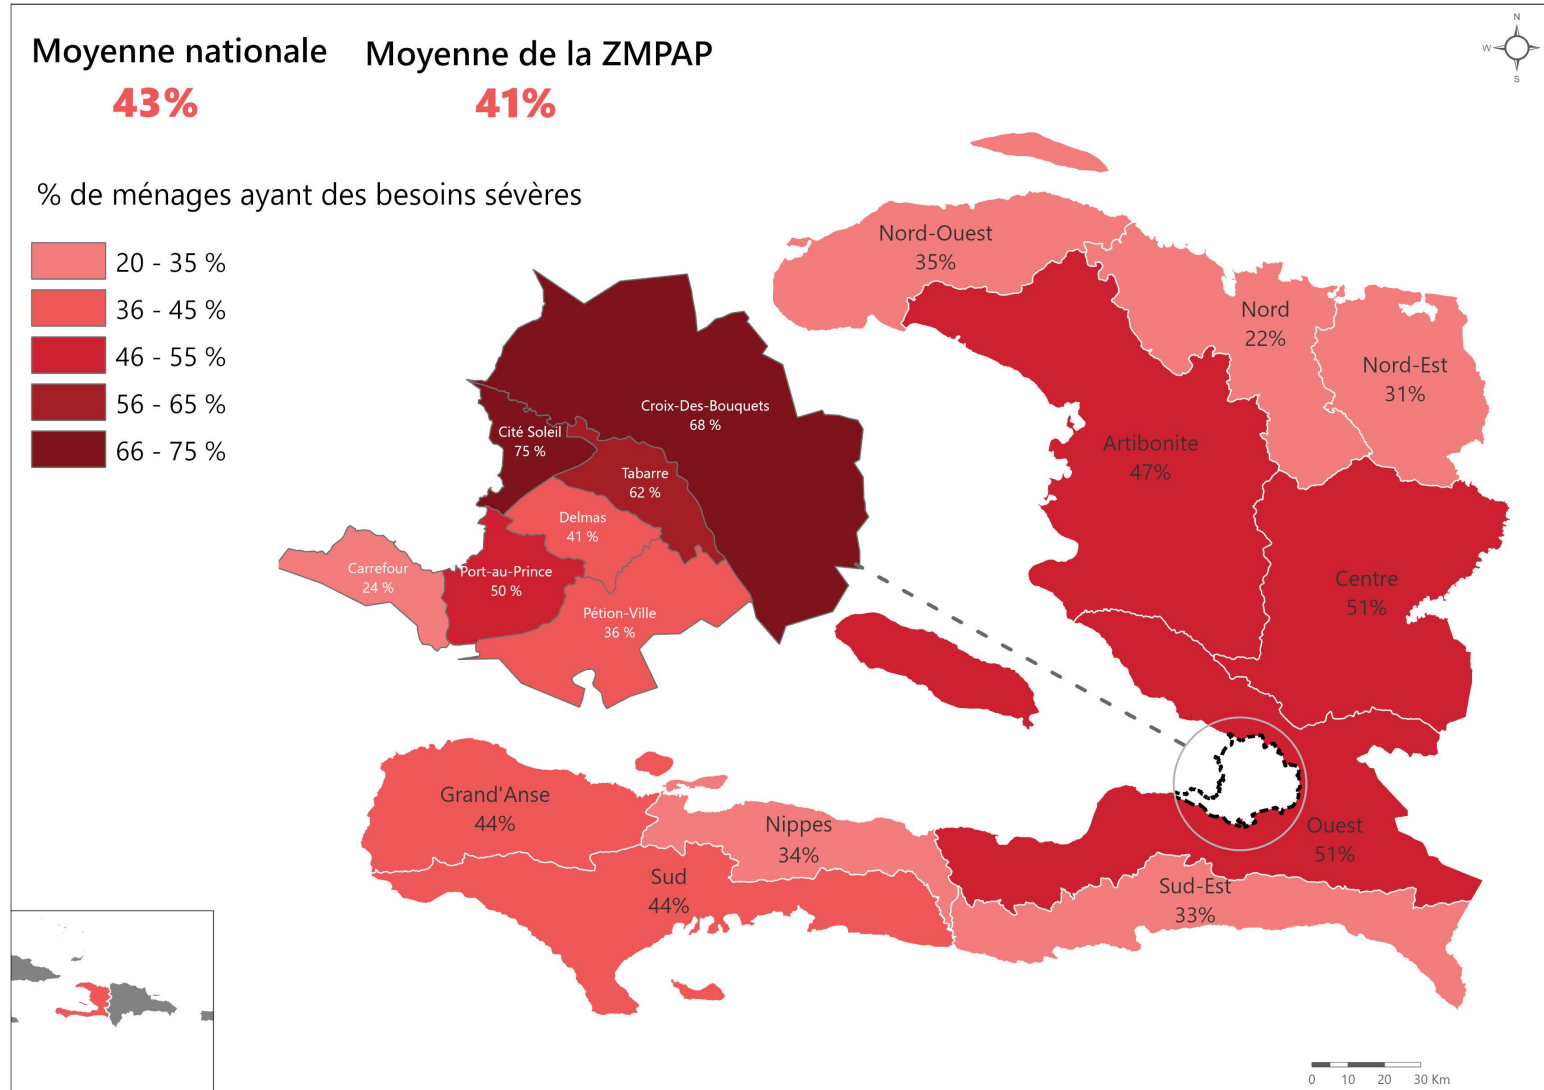 Moyenne nationale
43%
Moyenne de la ZMPAP
41%
% de ménages ayant des besoins sévères
20 - 35 %
36 - 45 %
46 - 55 %
56 - 65 %
66 - 75 %
N
W
S
Nord-Ouest
35%
Nord
22%
Nord-Est
31%
Artibonite
47%
Centre
51%
Croix-Des-Bouquets
68 %
Cité Soleil
75 %
Tabarre
62 %
Delmas
41 %
Carrefour
24 %
Port-au-Prince
50 %
Pétion-Ville
36 %
Grand'Anse
44%
Nippes
34%
Sud
44%
Ouest
51%
Sud-Est
33%
0 10 20 30 Km